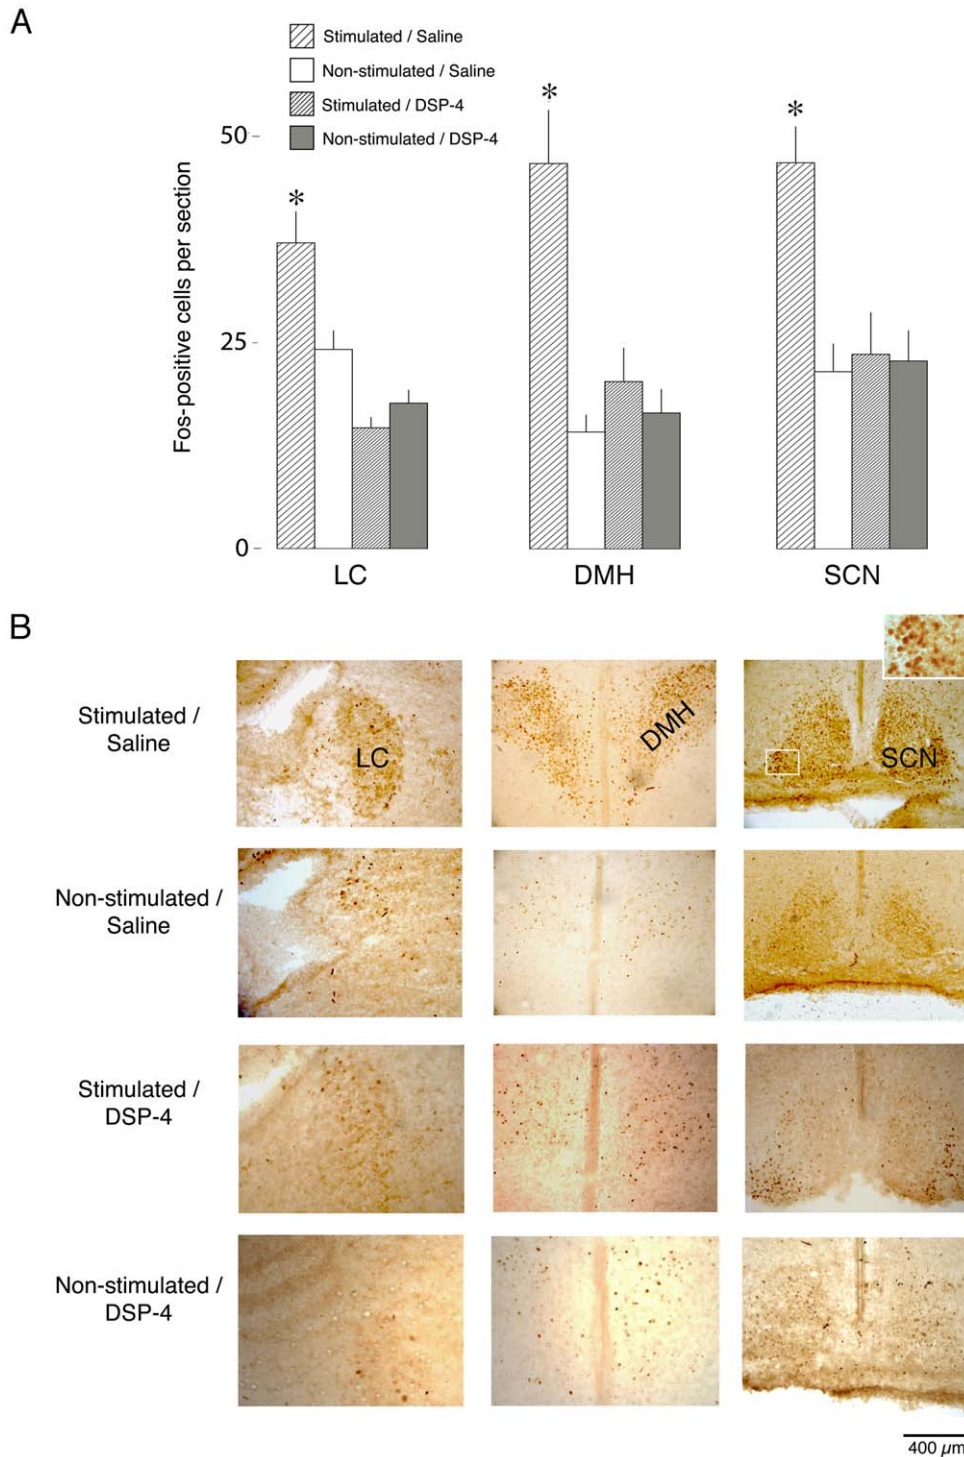 A
Stimulated / Saline
Non-stimulated / Saline
Stimulated / DSP-4
Non-stimulated / DSP-4
Fos-positive cells per section
50
25
0
*
*
*
LC
DMH
SCN
B
Stimulated /
Saline
LC
DMH
SCN
Non-stimulated /
Saline
Stimulated /
DSP-4
Non-stimulated /
DSP-4
400 µm